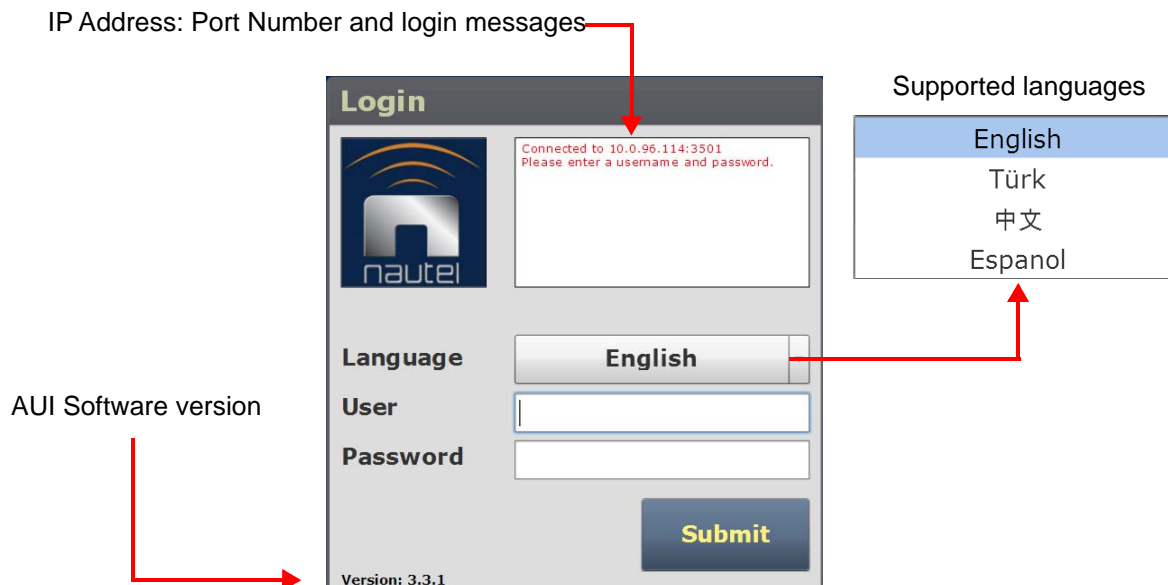 IP Address: Port Number and login messages
Login
Connected to 10.0.96.114:3501
Please enter a username and password.
nautel
Supported languages
English
Türk
中文
Espanol
Language
English
AUI Software version
User
Password
Submit
Version: 3.3.1